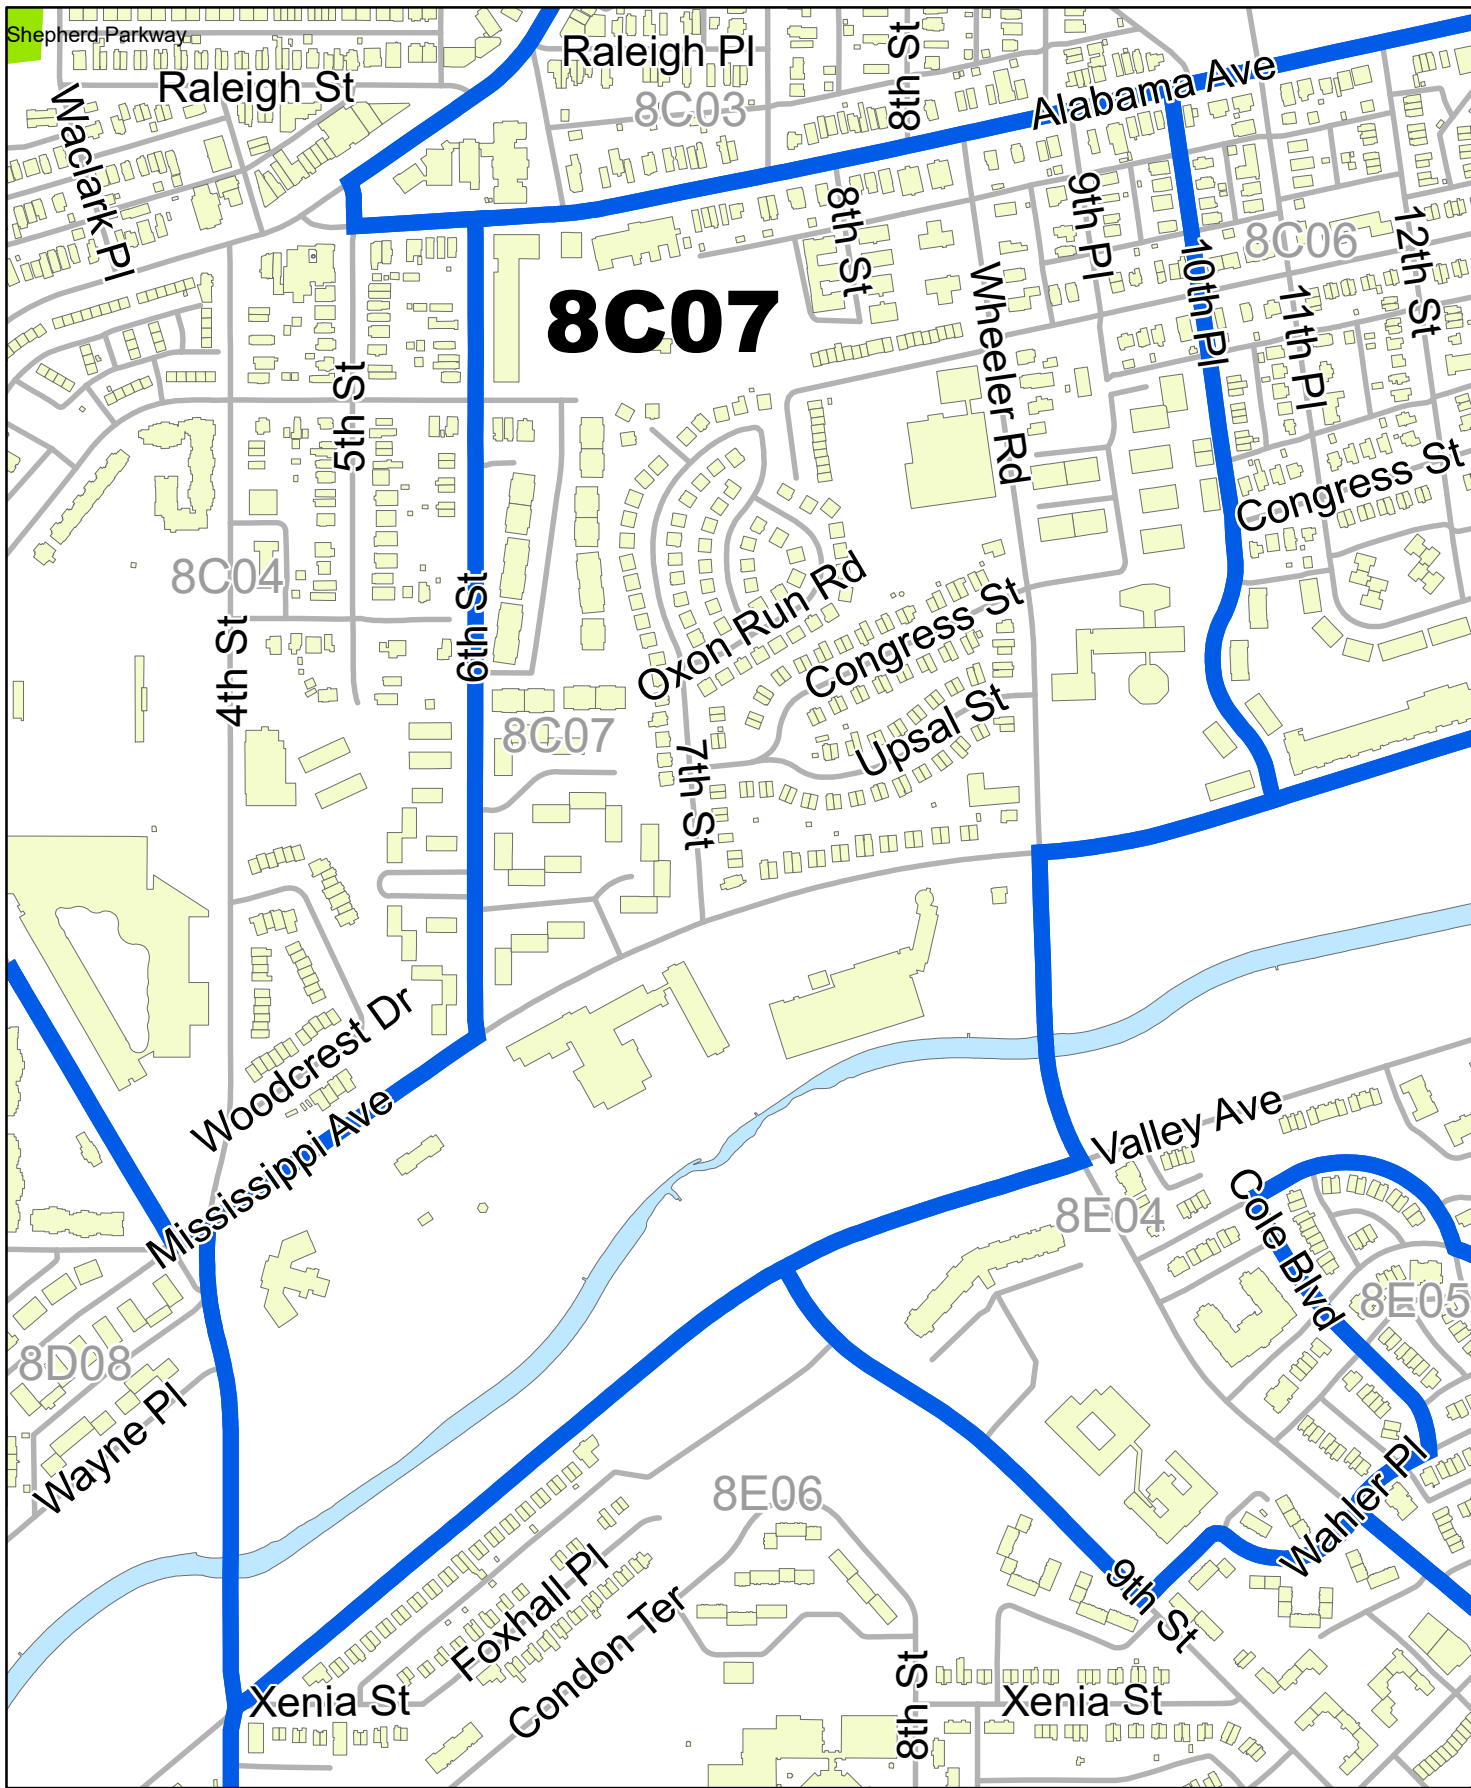 Shepherd Parkway
Raleigh Pl
8th St
Raleigh St
Alabama Ave
8C03
Waclark Pl
8th St
9th Pl
12th St
8C06
10th Pl
8C07
Wheeler Rd
11th Pl
5th St
Congress St
8C04
6th St
Oxon Run Rd
Congress St
4th St
Upsal St
8C07
7th St
Woodcrest Dr
Mississippi Ave
Valley Ave
Cole Blvd
8E04
8E05
8D08
Wayne Pl
8E06
Wahler Pl
Foxhall Pl
9th St
Condon Ter
8th St
Xenia St
Xenia St